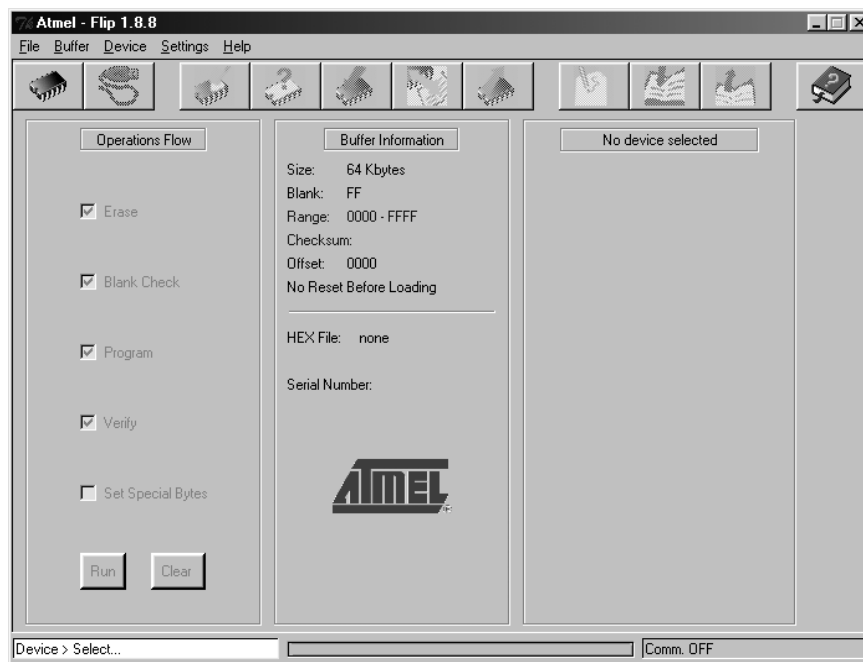 Atmel - Flip 1.8.8
File Buffer Device Settings Help
Operations Flow
Erase
Blank Check
Program
Verify
Set Special Bytes
Run Clear
Buffer Information
Size: 64 Kbytes
Blank: FF
Range: 0000 - FFFF
Checksum:
Offset: 0000
No Reset Before Loading
HEX File: none
Serial Number:
ATMEL
No device selected
Device > Select...
Comm. OFF